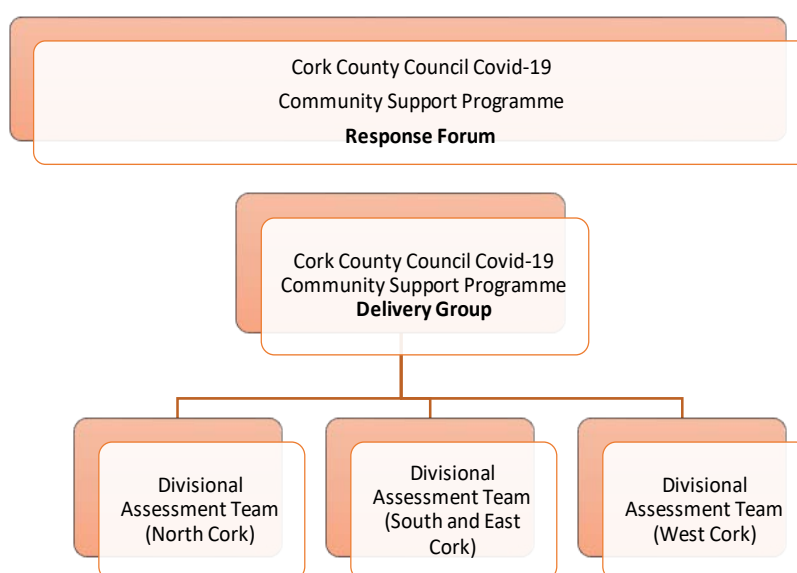 Cork County Council Covid-19
Community Support Programme
Response Forum
Cork County Council Covid-19
Community Support Programme
Delivery Group
Divisional
Assessment Team
(North Cork)
Divisional
Assessment Team
(South and East
Cork)
Divisional
Assessment Team
(West Cork)